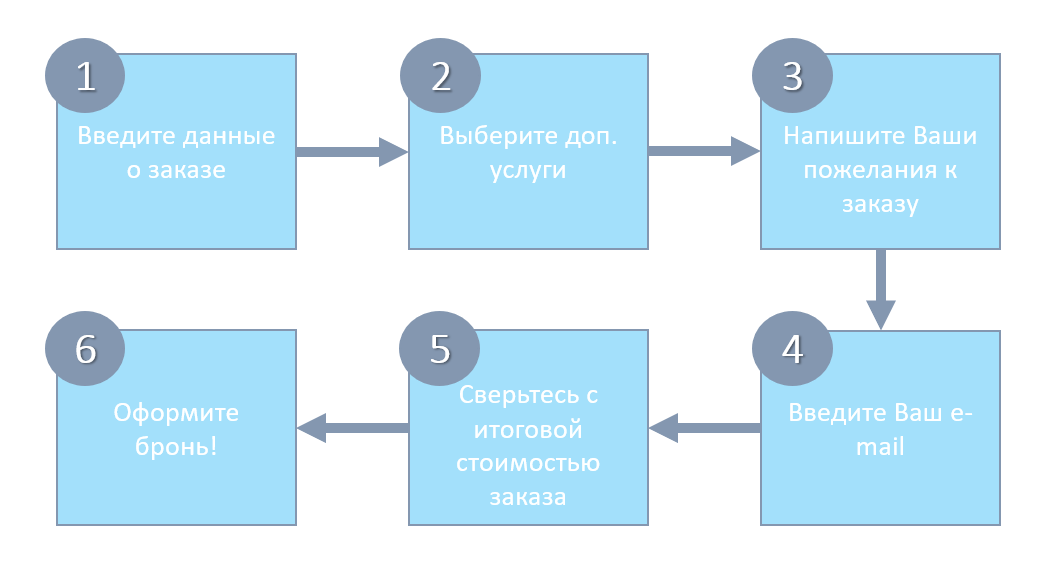 1
Введите данные
о заказе
2
Выберите доп.
услуги
3
Напишите Ваши
пожелания к
заказу
4
Введите Ваш e-
mail
5
Сверьтесь с
итоговой
стоимостью
заказа
6
Оформите
бронь!